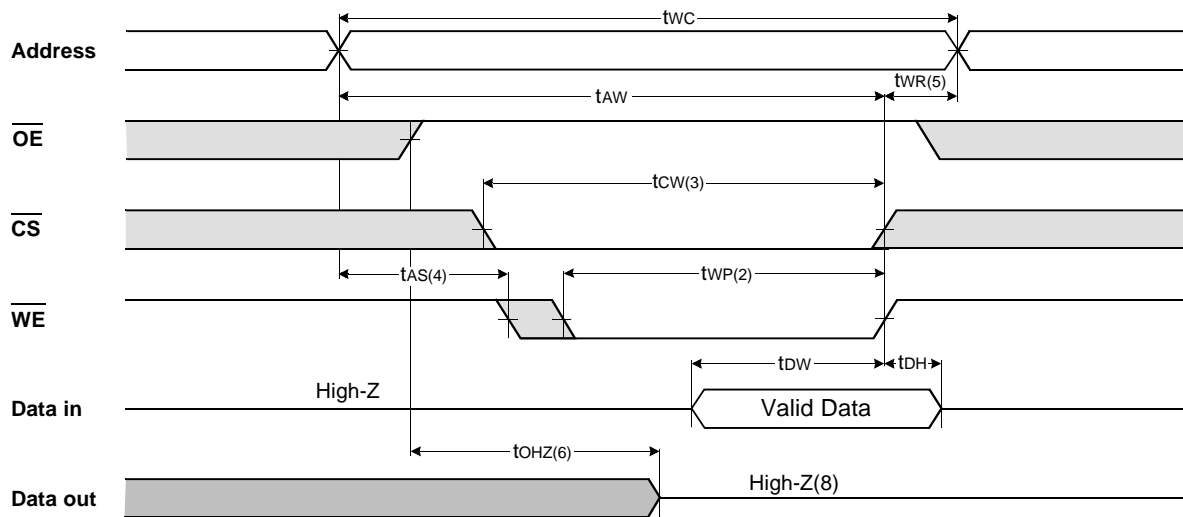 tWC
Address
tWR(5)
tAW
OE
tCW(3)
CS
tAS(4)
tWP(2)
WE
tDW
tDH
High-Z
Data in
Valid Data
tOHZ(6)
High-Z(8)
Data out